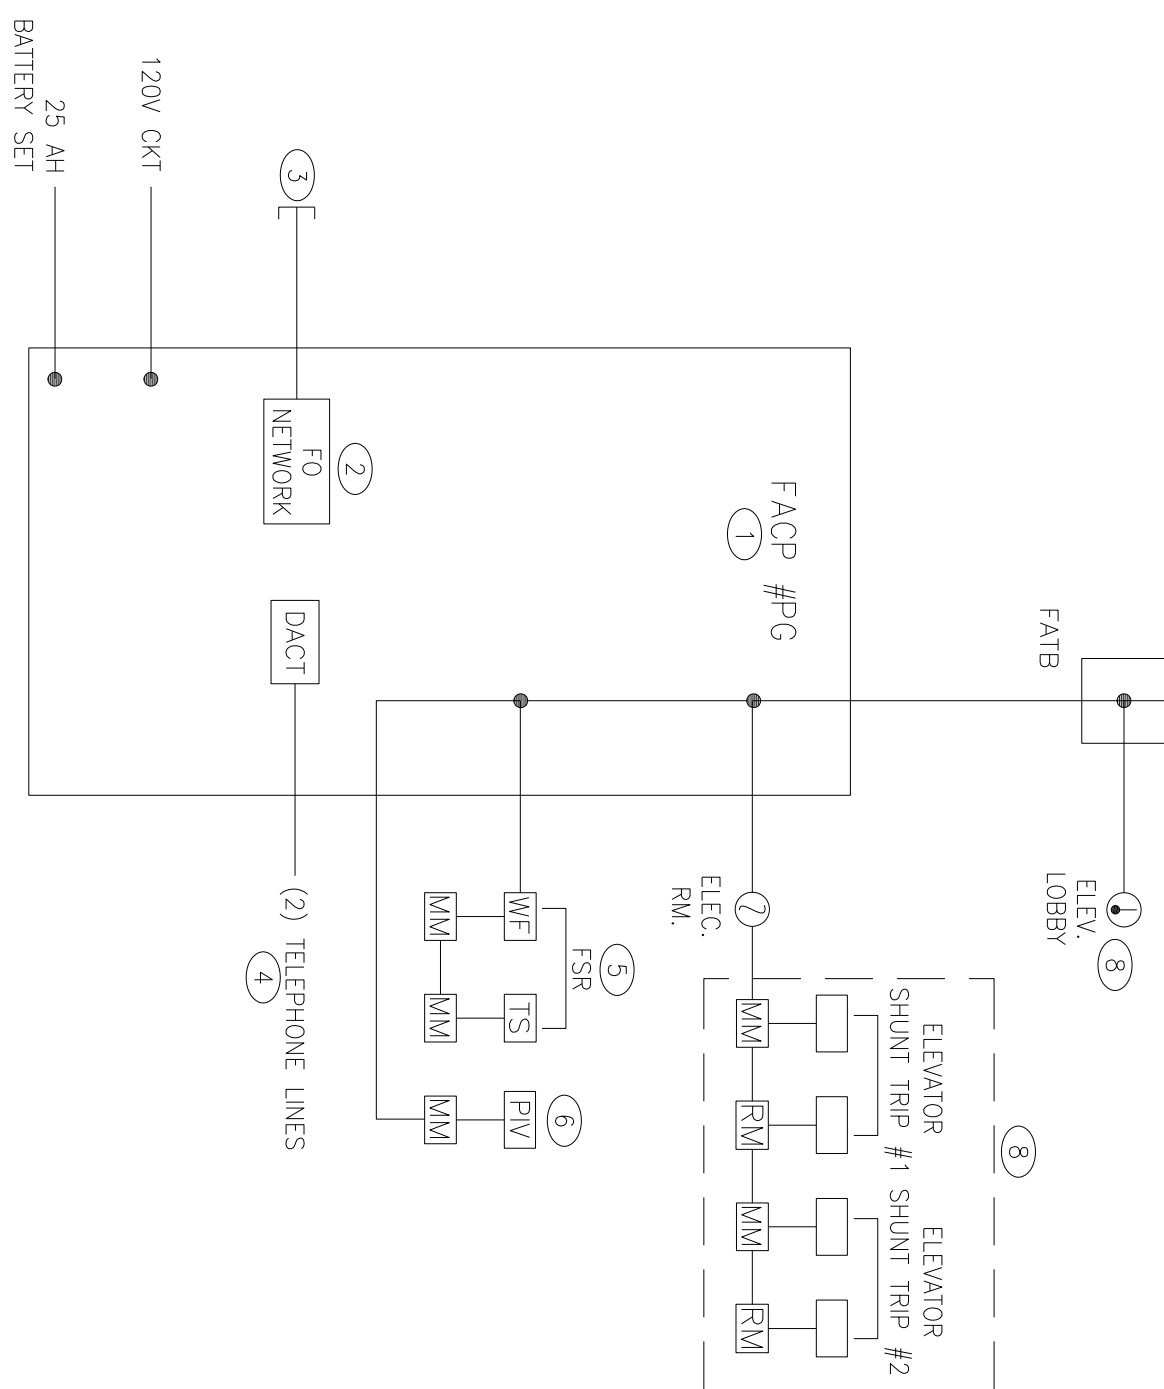 FATB
ELEV.
LOBBY
8
FACP #PG
1
ELEC.
RM.
ELEVATOR
SHUNT TRIP #1
ELEVATOR
SHUNT TRIP #2
8
MM
RM
MM
RM
3
2
FO
NETWORK
DACT
5
FSR
WF
TS
MM
MM
6
PIV
MM
(2) TELEPHONE LINES
4
120V CKT
25 AH
BATTERY SET